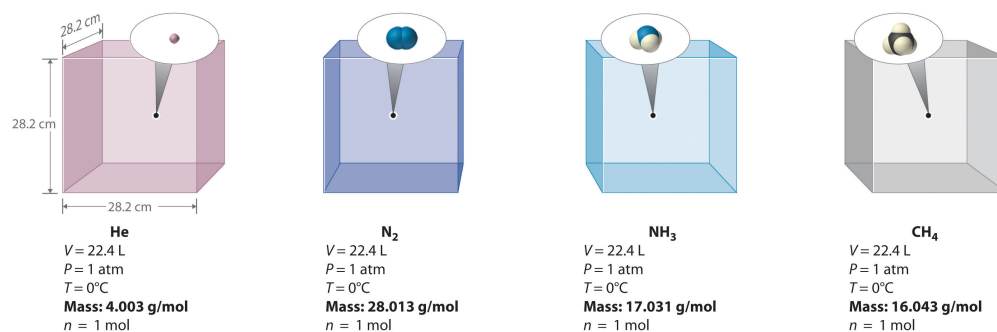 28.2 cm
28.2 cm
28.2 cm
He
V = 22.4 L
P = 1 atm
T = 0°C
Mass: 4.003 g/mol
n = 1 mol
N₂
V = 22.4 L
P = 1 atm
T = 0°C
Mass: 28.013 g/mol
n = 1 mol
NH₃
V = 22.4 L
P = 1 atm
T = 0°C
Mass: 17.031 g/mol
n = 1 mol
CH₄
V = 22.4 L
P = 1 atm
T = 0°C
Mass: 16.043 g/mol
n = 1 mol